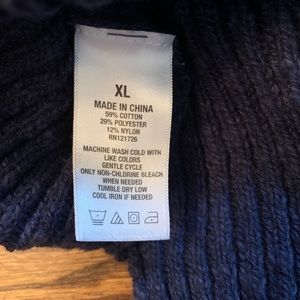 XL
MADE IN CHINA
59% COTTON
29% POLYESTER
12% NYLON
RN121726
MACHINE WASH COLD WITH
LIKE COLORS
GENTLE CYCLE
ONLY NON-CHLORINE BLEACH
WHEN NEEDED
TUMBLE DRY LOW
COOL IRON IF NEEDED